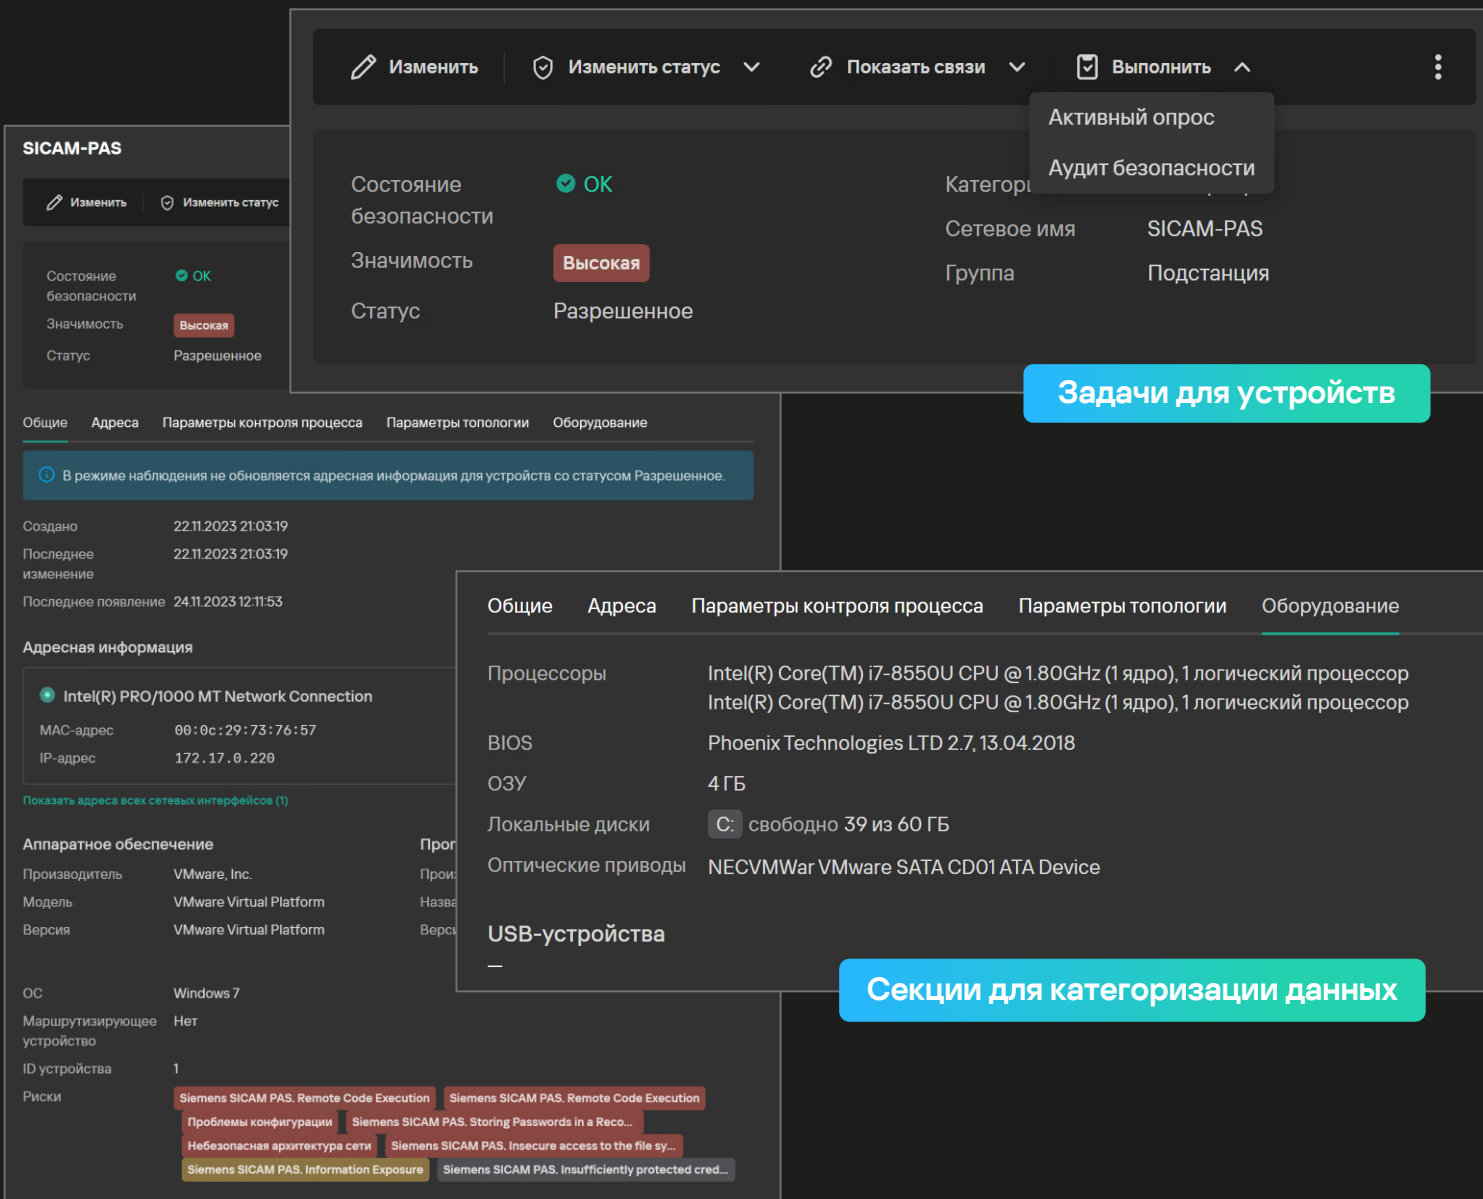 Изменить
Изменить статус
Показать связи
Выполнить
Активный опрос
Аудит безопасности
Состояние безопасности
OK
Значимость
Высокая
Статус
Разрешенное
Сетевое имя
SICAM-PAS
Группа
Подстанция
Задачи для устройств
SICAM-PAS
Изменить
Изменить статус
Состояние
безопасности
OK
Значимость
Высокая
Статус
Разрешенное
Общие
Адреса
Параметры контроля процесса
Параметры топологии
Оборудование
В режиме наблюдения не обновляется адресная информация для устройств со статусом Разрешенное.
Создано
22.11.2023 21:03:19
Последнее
изменение
22.11.2023 21:03:19
Последнее появление
24.11.2023 12:11:53
Адресная информация
Intel(R) PRO/1000 MT Network Connection
MAC-адрес
00:0c:29:73:76:57
IP-адрес
172.17.0.220
Показать адреса всех сетевых интерфейсов (1)
Аппаратное обеспечение
Производитель
VMware, Inc.
Модель
VMware Virtual Platform
Версия
VMware Virtual Platform
ОС
Windows 7
Маршрутизирующее
устройство
Нет
ID устройства
1
Риски
Siemens SICAM PAS. Remote Code Execution
Siemens SICAM PAS. Remote Code Execution
Проблемы конфигурации
Siemens SICAM PAS. Storing Passwords in a Reco...
Небезопасная архитектура сети
Siemens SICAM PAS. Insecure access to the file sy...
Siemens SICAM PAS. Information Exposure
Siemens SICAM PAS. Insufficiently protected cred...
Общие
Адреса
Параметры контроля процесса
Параметры топологии
Оборудование
Процессоры
Intel(R) Core(TM) i7-8550U CPU @ 1.80GHz (1 ядро), 1 логический процессор
Intel(R) Core(TM) i7-8550U CPU @ 1.80GHz (1 ядро), 1 логический процессор
BIOS
Phoenix Technologies LTD 2.7, 13.04.2018
ОЗУ
4 ГБ
Локальные диски
C: свободно 39 из 60 ГБ
Оптические приводы
NECVMWar VMware SATA CD01 ATA Device
USB-устройства
—
Секции для категоризации данных